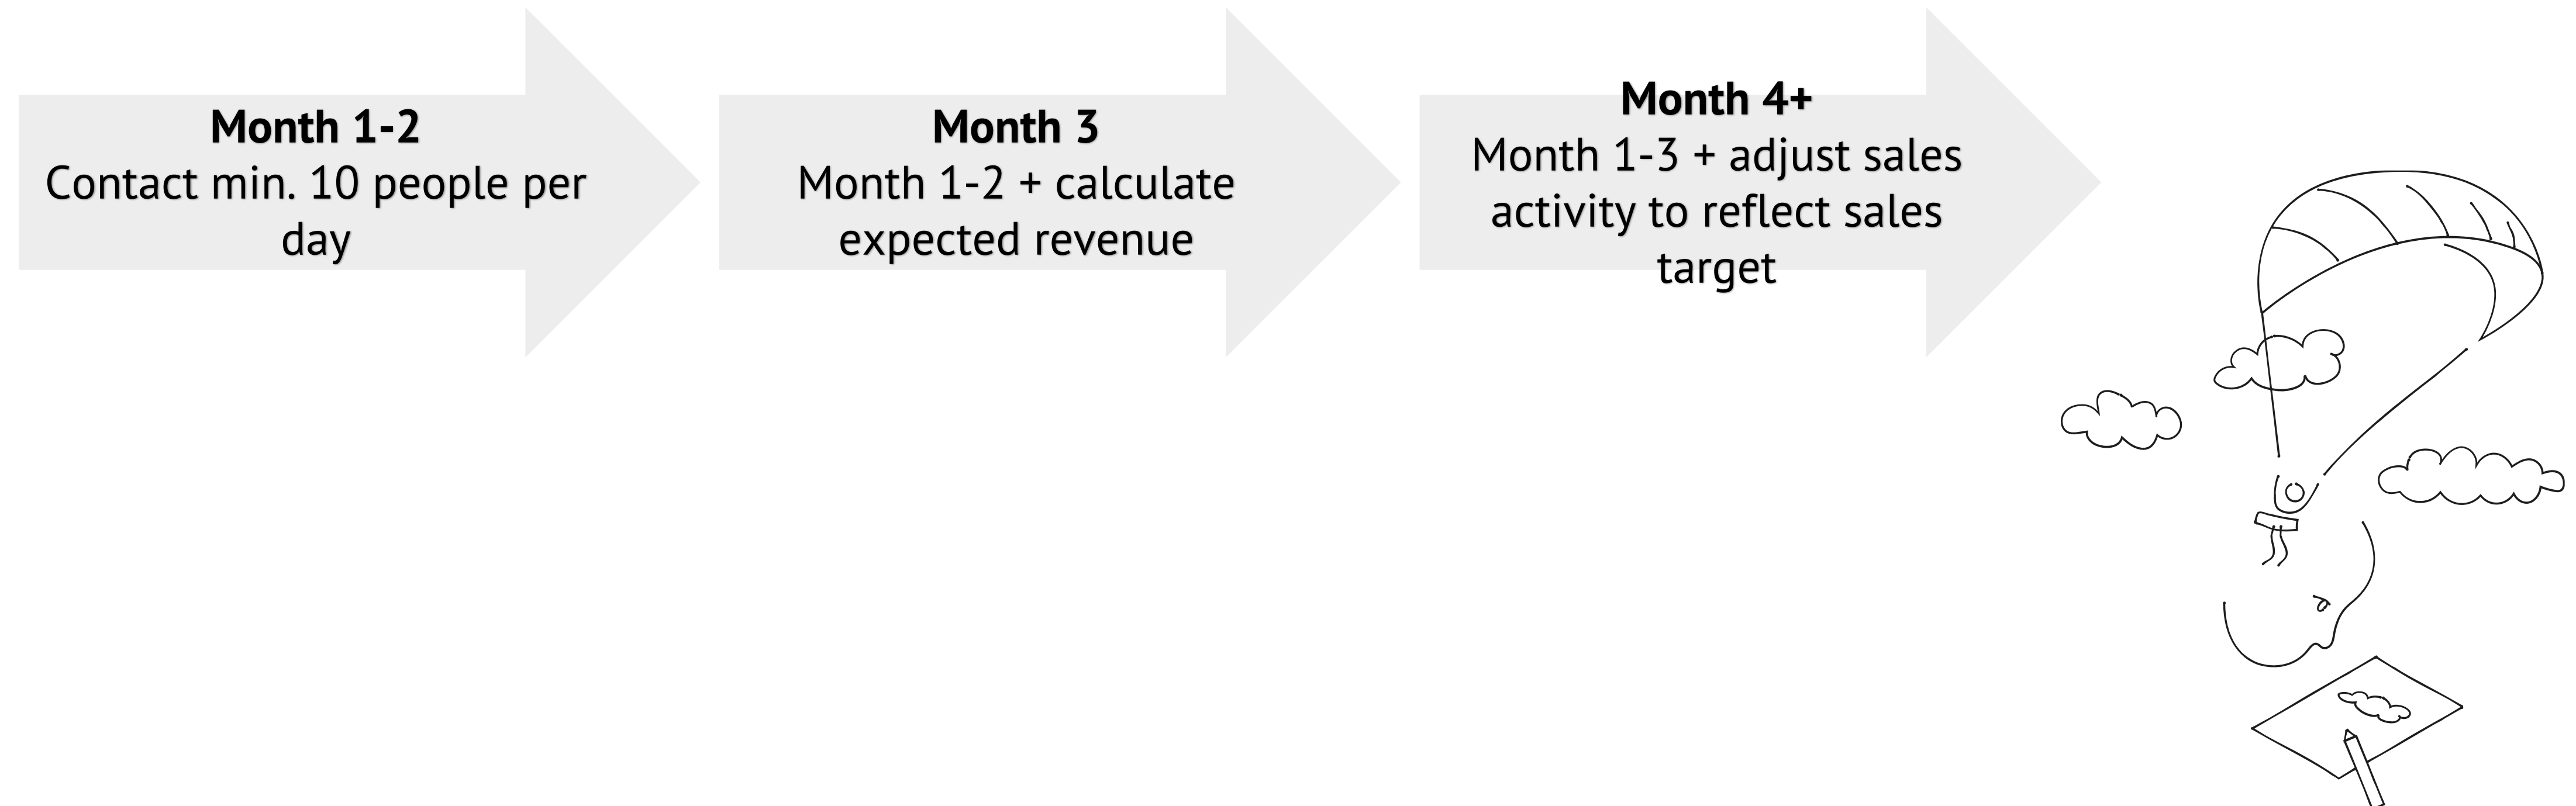 Month 1-2
Contact min. 10 people per
day
Month 3
Month 1-2 + calculate
expected revenue
Month 4+
Month 1-3 + adjust sales
activity to reflect sales
target